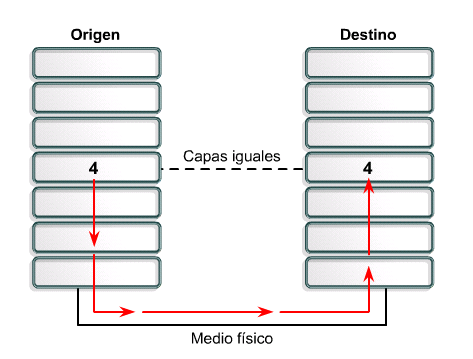 Origen
Destino
4
Capas iguales
4
Medio físico